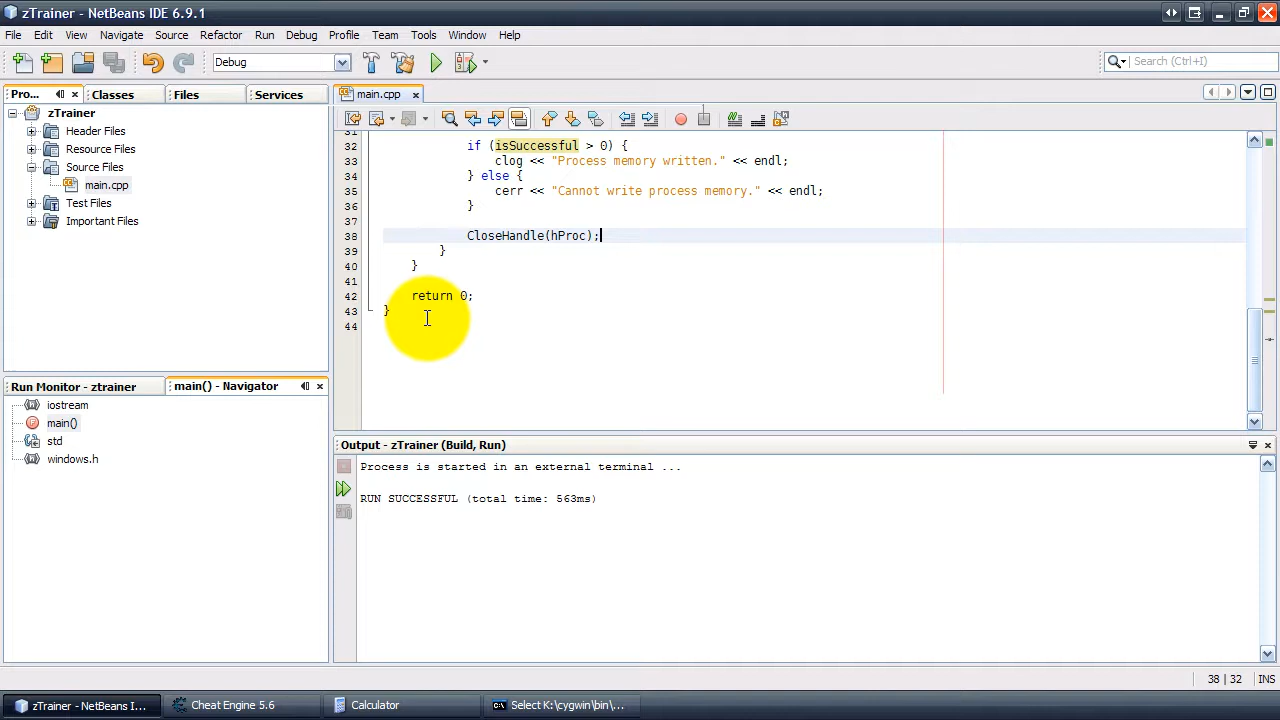 zTrainer - NetBeans IDE 6.9.1
File Edit View Navigate Source Refactor Run Debug Profile Team Tools Window Help
Debug
Search (Ctrl+I)
Pro... Classes Files Services
main.cpp
zTrainer
Header Files
Resource Files
Source Files
main.cpp
Test Files
Important Files
31
32 if (isSuccessful > 0) {
33 clog << "Process memory written." << endl;
34 } else {
35 cerr << "Cannot write process memory." << endl;
36 }
37
38 CloseHandle(hProc);
39 }
40 }
41
42 return 0;
43 }
44
Run Monitor - ztrainer main() - Navigator
iostream
main()
std
windows.h
Output - zTrainer (Build, Run)
Process is started in an external terminal ...
RUN SUCCESSFUL (total time: 563ms)
38 | 32 INS
zTrainer - NetBeans I... Cheat Engine 5.6 Calculator Select K:\cygwin\bin\...